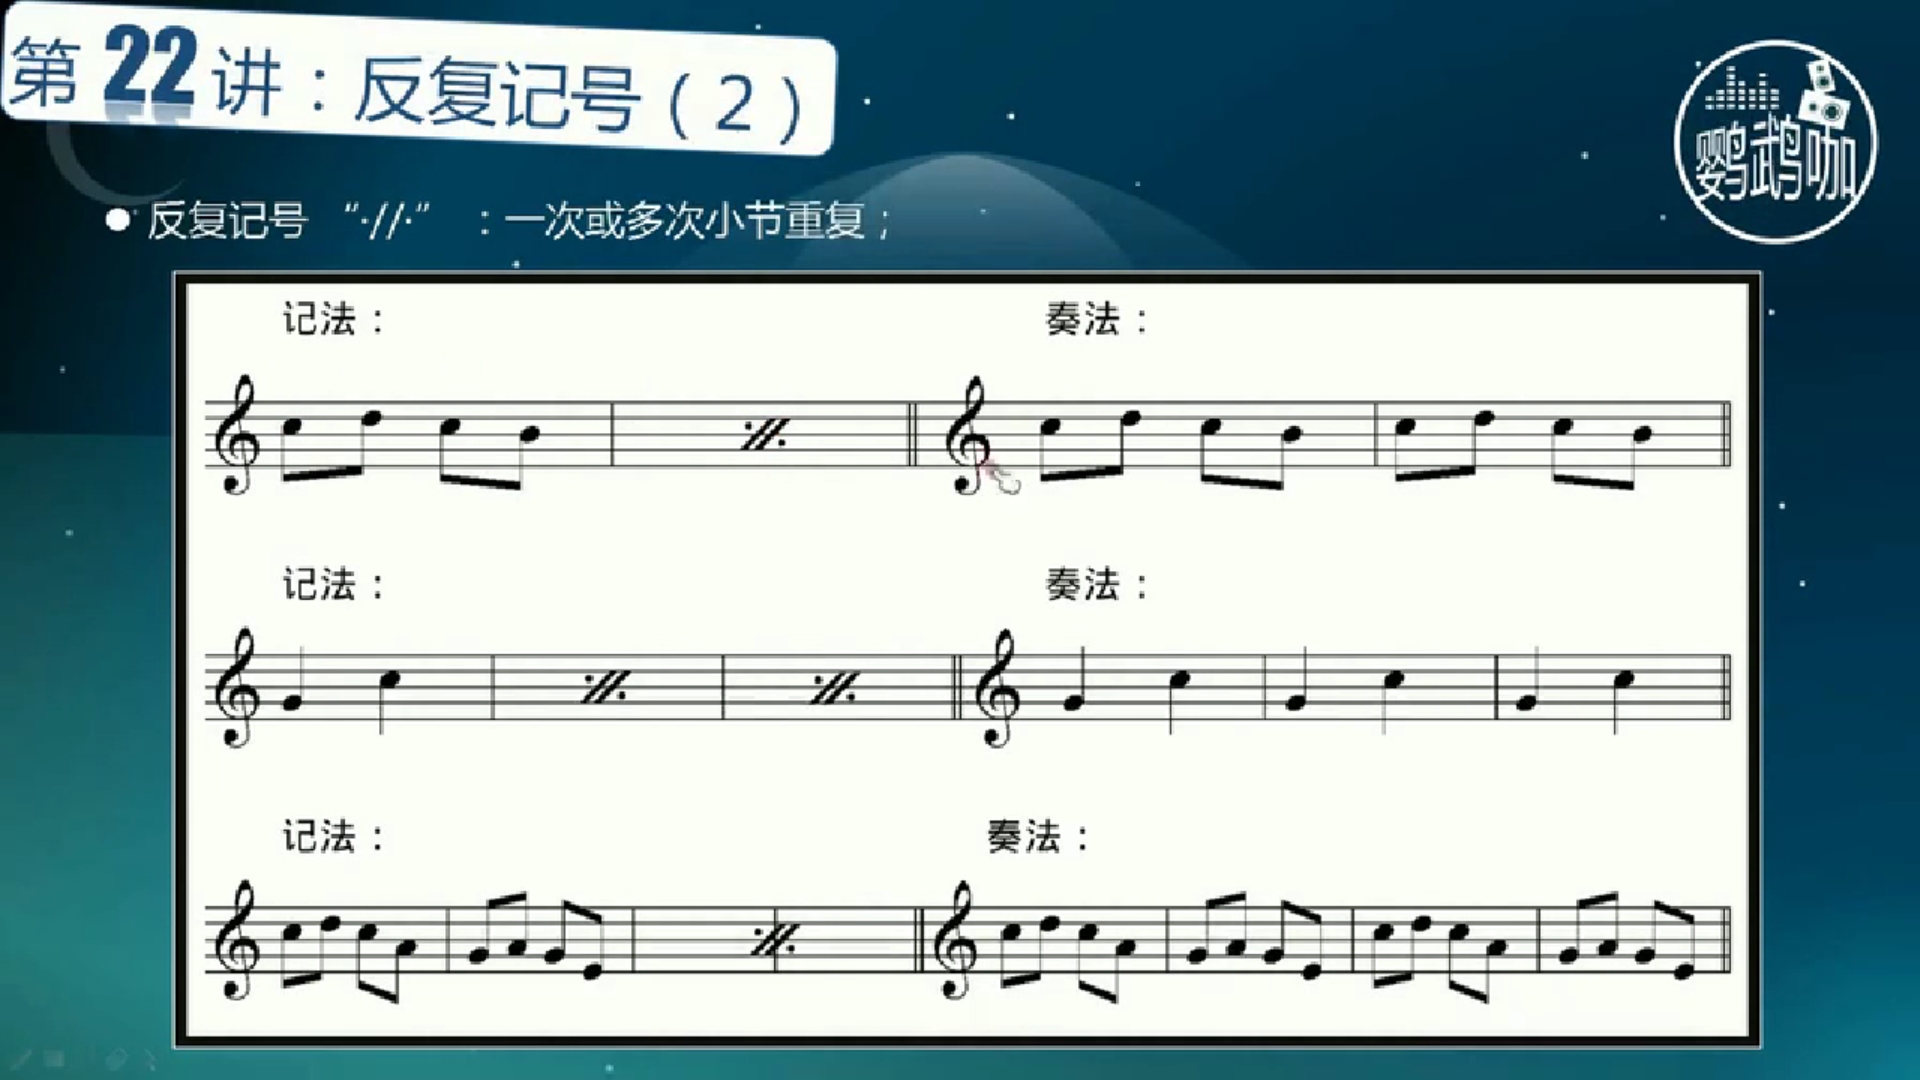 第22讲：反复记号（2）
鹦鹉咖
反复记号 “·//·” ：一次或多次小节重复；
记法： 奏法：
记法： 奏法：
记法： 奏法：